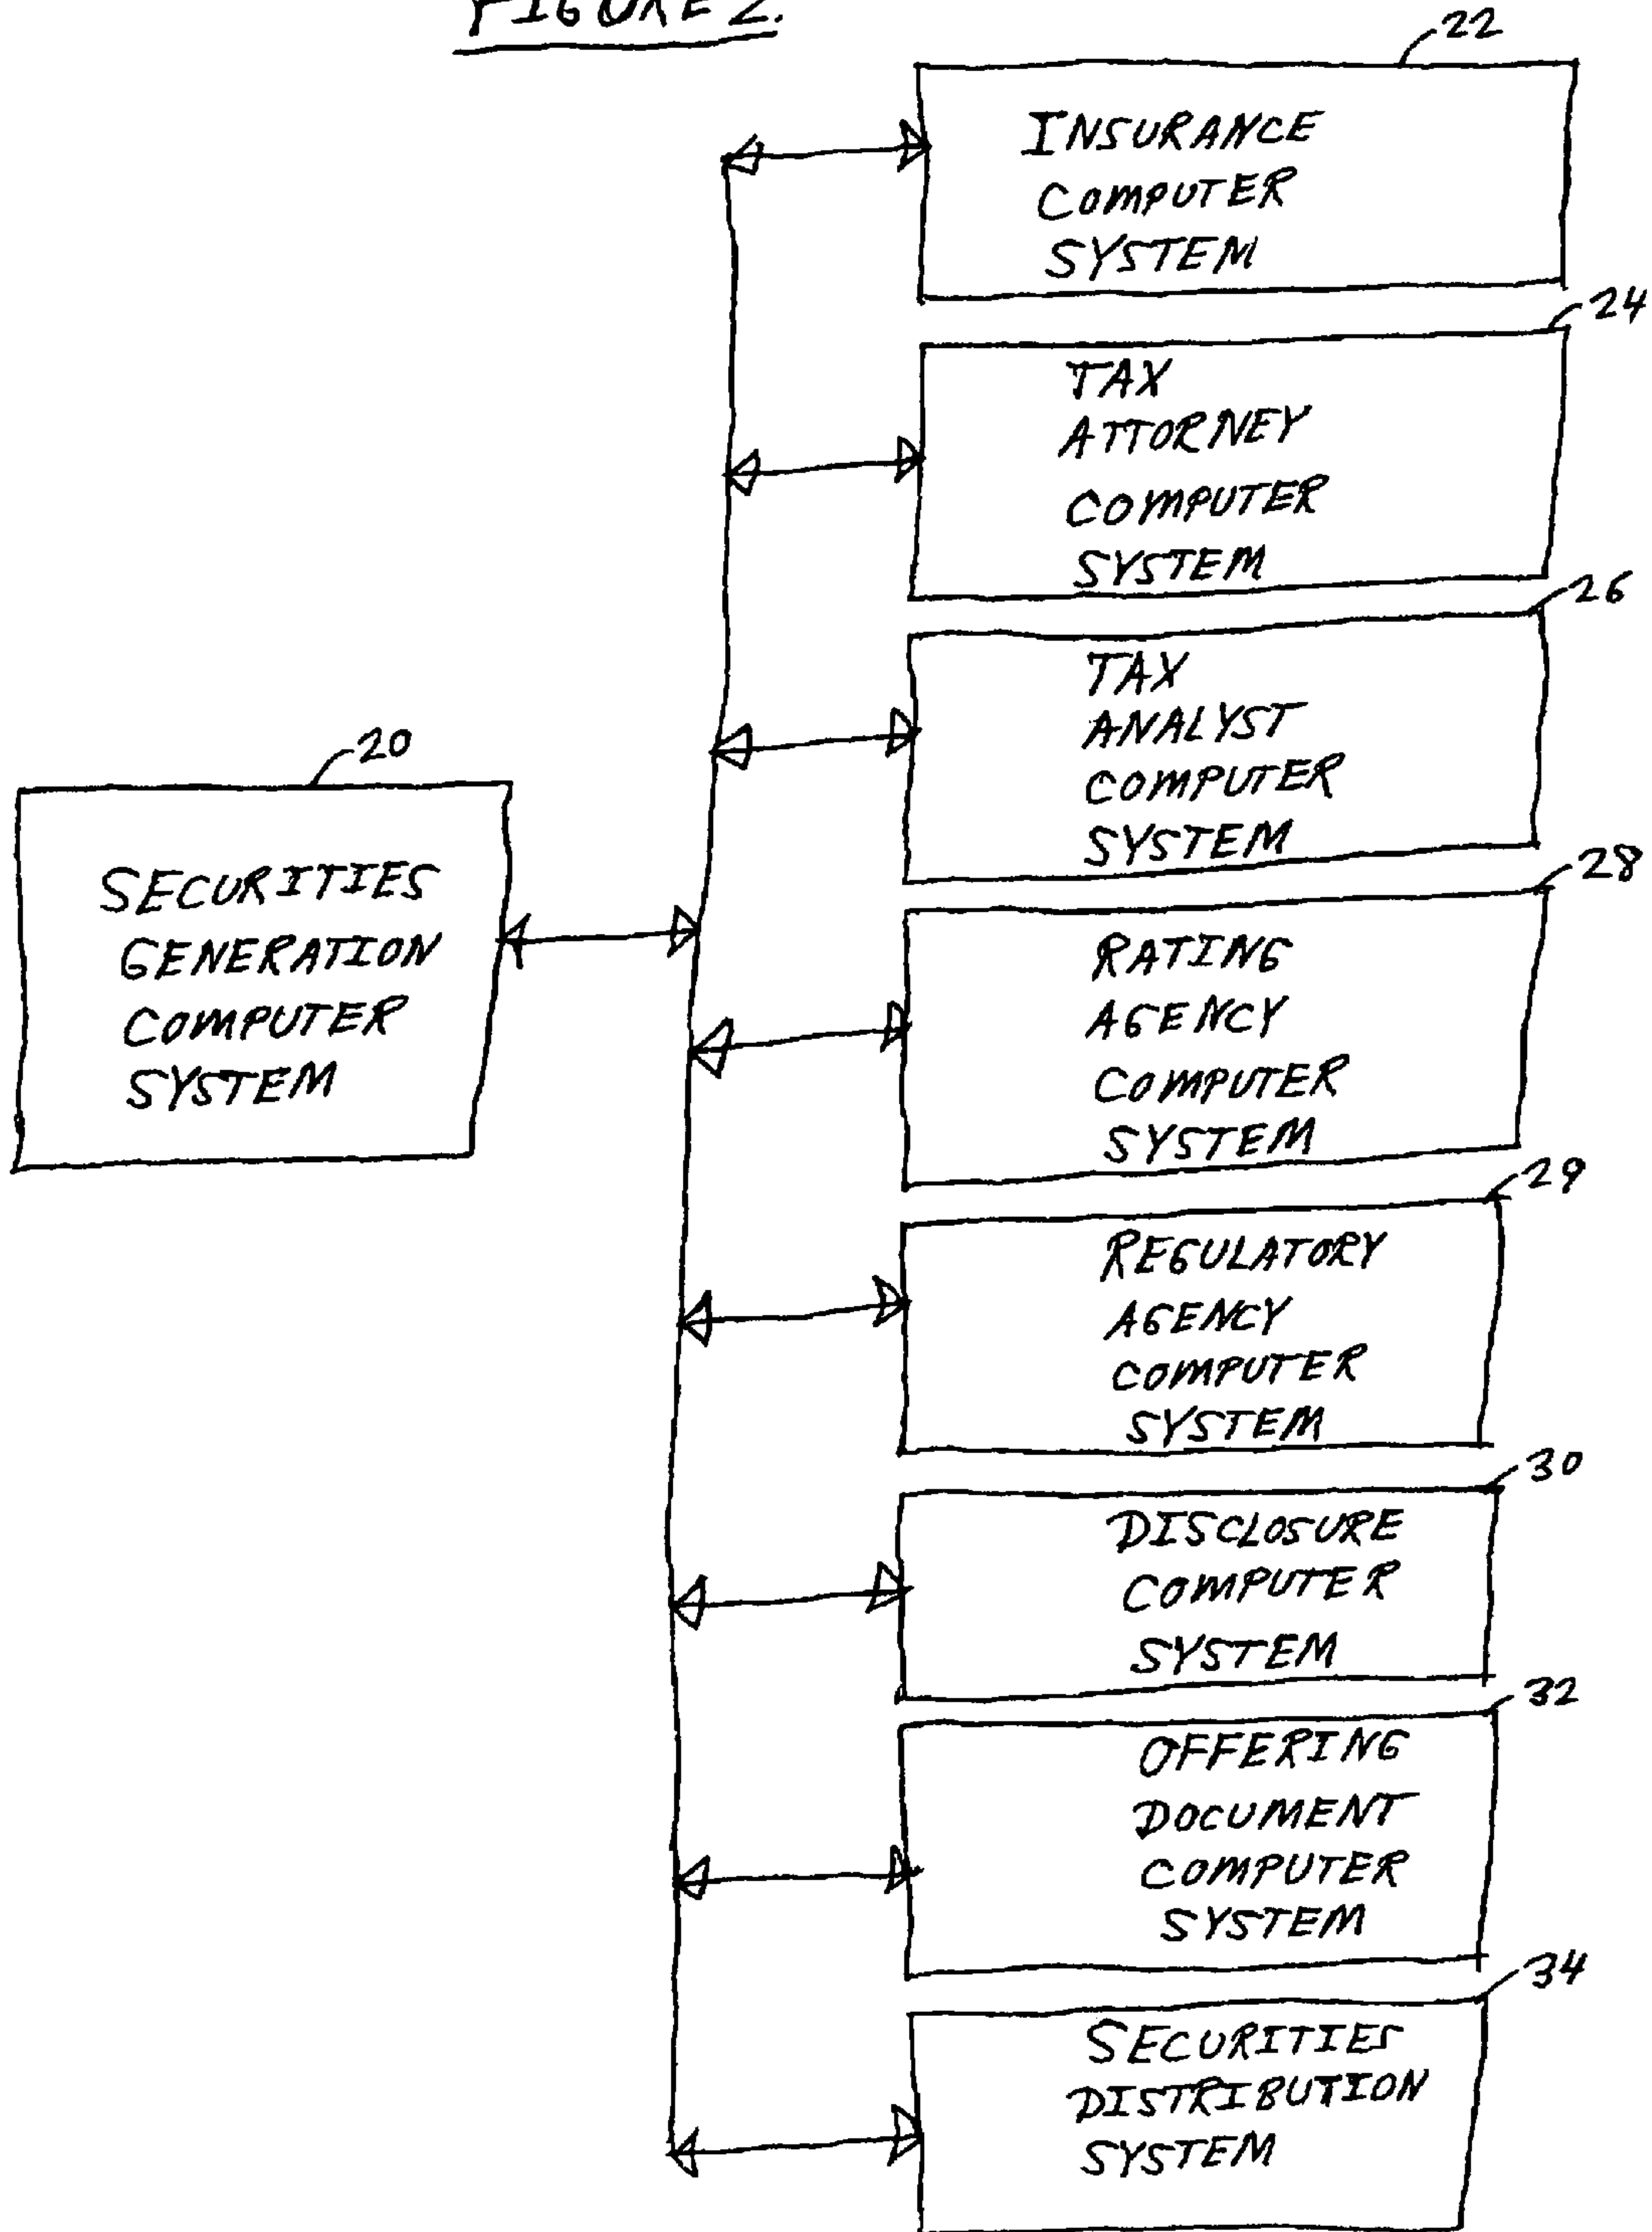 FIGURE 2.
22
INSURANCE
COMPUTER
SYSTEM
24
TAX
ATTORNEY
COMPUTER
SYSTEM
26
TAX
ANALYST
COMPUTER
SYSTEM
20
SECURITIES
GENERATION
COMPUTER
SYSTEM
28
RATING
AGENCY
COMPUTER
SYSTEM
29
REGULATORY
AGENCY
COMPUTER
SYSTEM
30
DISCLOSURE
COMPUTER
SYSTEM
32
OFFERING
DOCUMENT
COMPUTER
SYSTEM
34
SECURITIES
DISTRIBUTION
SYSTEM